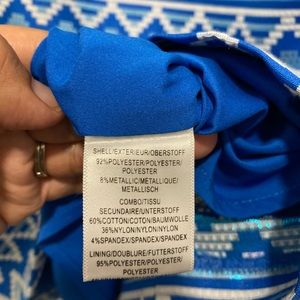 SHELL/EXTERIEUR/OBERSTOFF
92%POLYESTER/POLYESTER/
POLYESTER
8%METALLIC/METALLIQUE/
METALLISCH
COMBO/TISSU
SECUNDAIRE/UNTERSTOFF
60%COTTON/COTON/BAUMWOLLE
36%NYLON/NYLON/NYLON
4%SPANDEX/SPANDEX/SPANDEX
LINING/DOUBLURE/FUTTERSTOFF
95%POLYESTER/POLYESTER/
POLYESTER